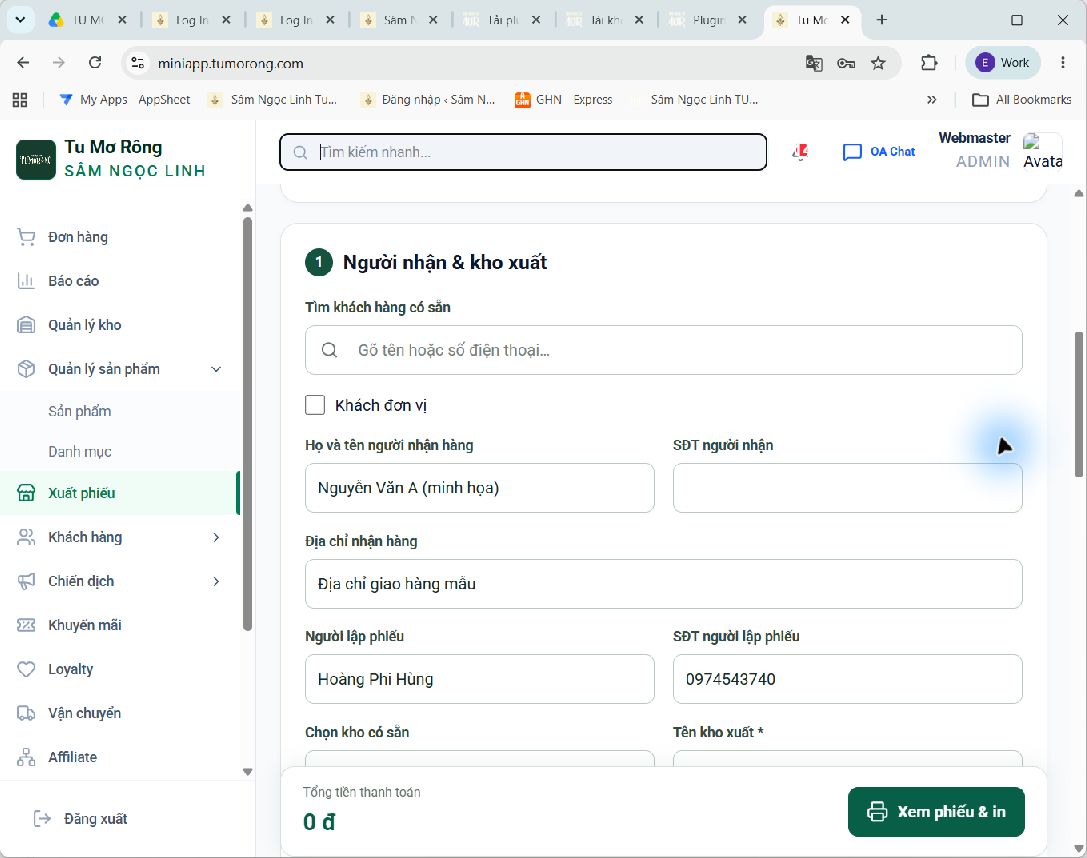 Log In
Log In
Sâm N
Plugin
miniapp.tumorong.com
E Work
My Apps
AppSheet
Sâm Ngọc Linh Tu...
Đăng nhập ‹ Sâm N...
GHN Express
Sâm Ngọc Linh TU...
»
All Bookmarks
Tu Mơ Rông
SÂM NGỌC LINH
Tìm kiếm nhanh...
OA Chat
Webmaster
ADMIN
Avata
Đơn hàng
Báo cáo
Quản lý kho
Quản lý sản phẩm
Sản phẩm
Danh mục
Xuất phiếu
Khách hàng
Chiến dịch
Khuyến mãi
Loyalty
Vận chuyển
Affiliate
Đăng xuất
1 Người nhận & kho xuất
Tìm khách hàng có sẵn
Gõ tên hoặc số điện thoại...
Khách đơn vị
Họ và tên người nhận hàng
SĐT người nhận
Nguyễn Văn A (minh họa)
Địa chỉ nhận hàng
Địa chỉ giao hàng mẫu
Người lập phiếu
SĐT người lập phiếu
Hoàng Phi Hùng
0974543740
Chọn kho có sẵn
Tên kho xuất *
Tổng tiền thanh toán
0 đ
Xem phiếu & in